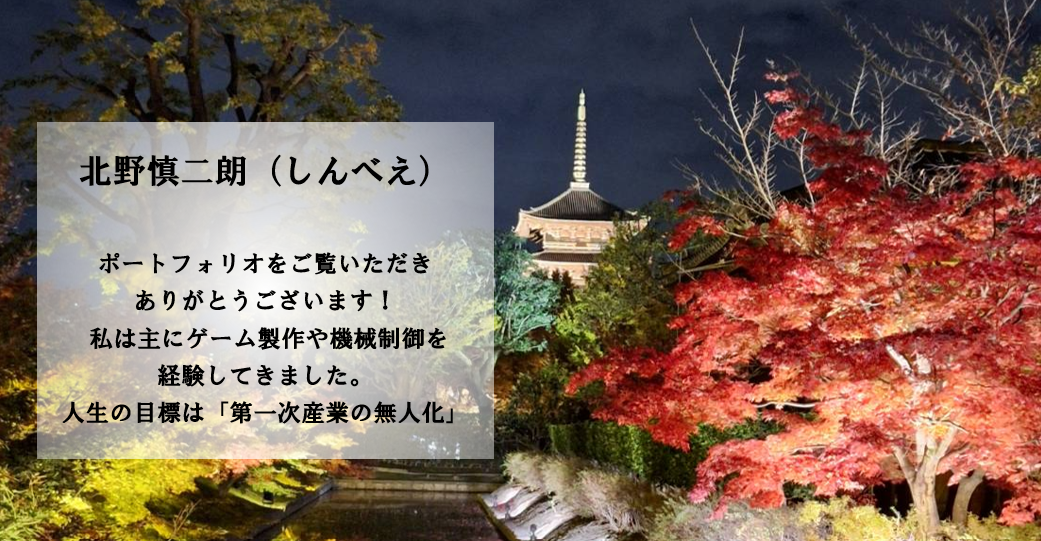 北野慎二朗（しんべえ）
ポートフォリオをご覧いただき
ありがとうございます！
私は主にゲーム製作や機械制御を
経験してきました。
人生の目標は「第一次産業の無人化」